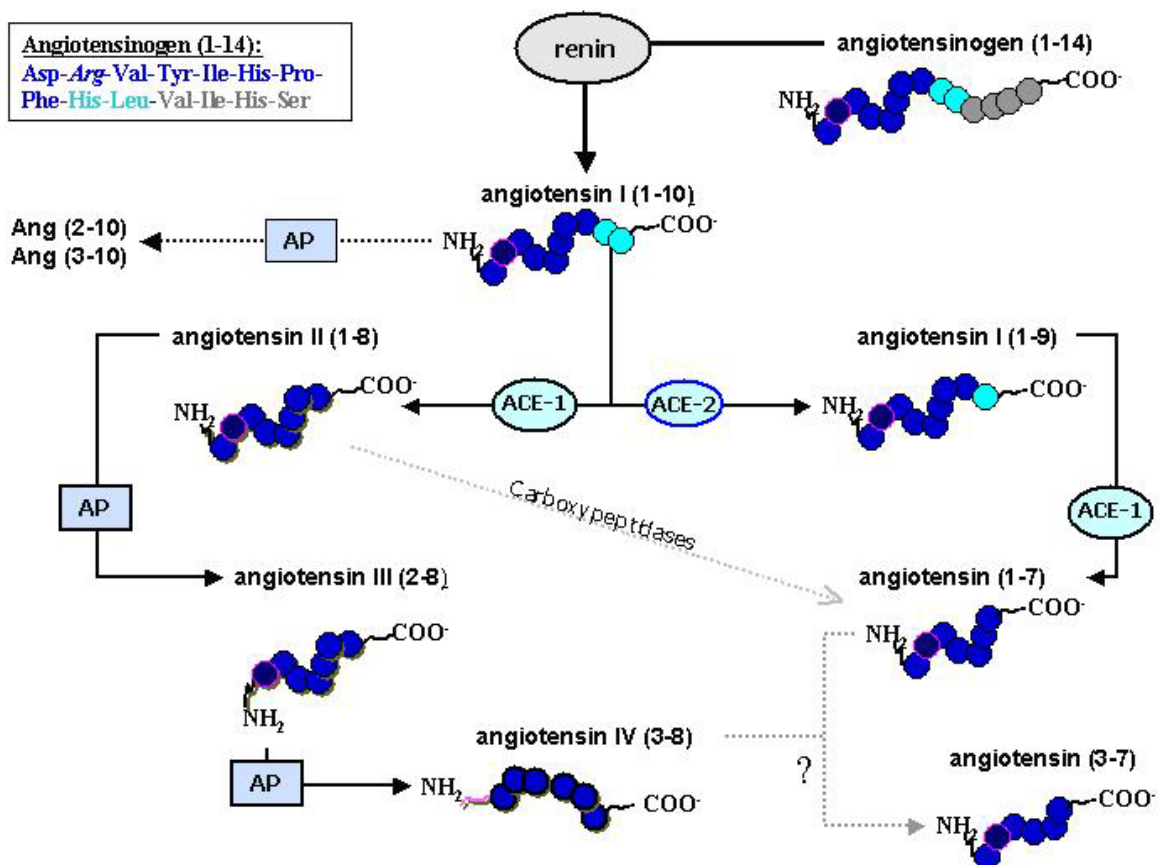 Angiotensinogen (1-14):
Asp-Arg-Val-Tyr-Ile-His-Pro-
Phe-His-Leu-Val-Ile-His-Ser
renin
angiotensinogen (1-14)
NH2
COO-
angiotensin I (1-10)
NH2
COO-
Ang (2-10)
Ang (3-10)
AP
angiotensin II (1-8)
NH2
COO-
ACE-1
ACE-2
angiotensin I (1-9)
NH2
COO-
AP
Carboxypeptidases
ACE-1
angiotensin III (2-8)
COO-
NH2
angiotensin (1-7)
NH2
COO-
AP
angiotensin IV (3-8)
NH2
COO-
?
angiotensin (3-7)
NH2
COO-